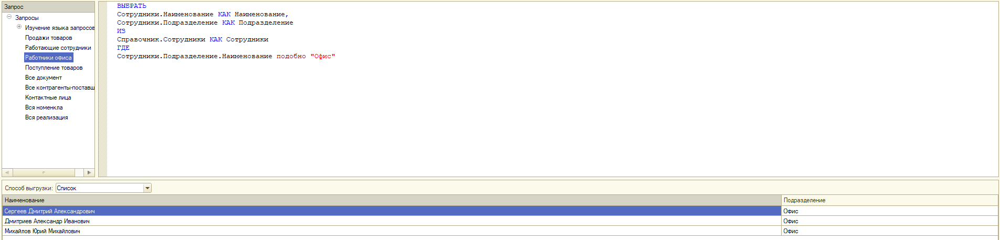 Запрос
Запросы
Изучение языка запросов
Продажи товаров
Работающие сотрудники
Работники офиса
Поступление товаров
Все документ
Все контрагенты-поставщ
Контактные лица
Вся номенкла
Вся реализация
ВЫБРАТЬ
Сотрудники.Наименование КАК Наименование,
Сотрудники.Подразделение КАК Подразделение
ИЗ
Справочник.Сотрудники КАК Сотрудники
ГДЕ
Сотрудники.Подразделение.Наименование подобно "Офис"
Способ выгрузки: Список
Наименование Подразделение
Сергеев Дмитрий Александрович Офис
Дмитриев Александр Иванович Офис
Михайлов Юрий Михайлович Офис